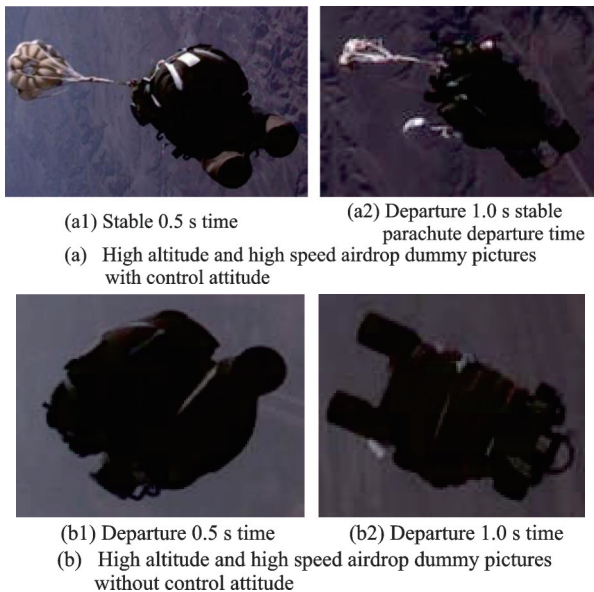 (a1) Stable 0.5 s time
(a2) Departure 1.0 s stable
parachute departure time
(a) High altitude and high speed airdrop dummy pictures
with control attitude
(b1) Departure 0.5 s time
(b2) Departure 1.0 s time
(b) High altitude and high speed airdrop dummy pictures
without control attitude